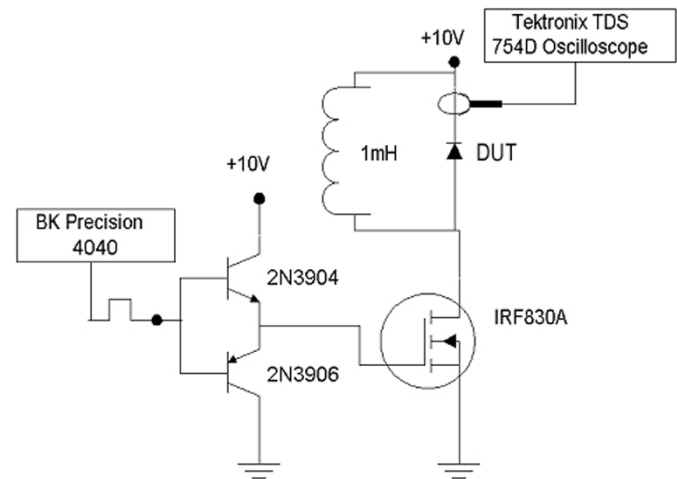 Tektronix TDS
754D Oscilloscope
+10V
1mH
DUT
+10V
BK Precision
4040
2N3904
IRF830A
2N3906